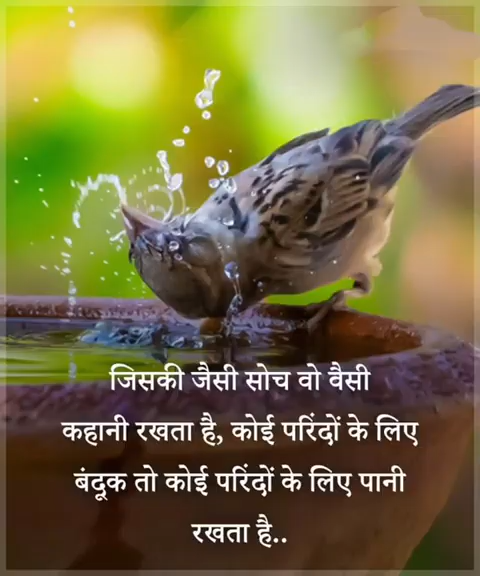 जिसकी जैसी सोच वो वैसी
कहानी रखता है, कोई परिंदों के लिए
बंदूक तो कोई परिंदों के लिए पानी
रखता है..